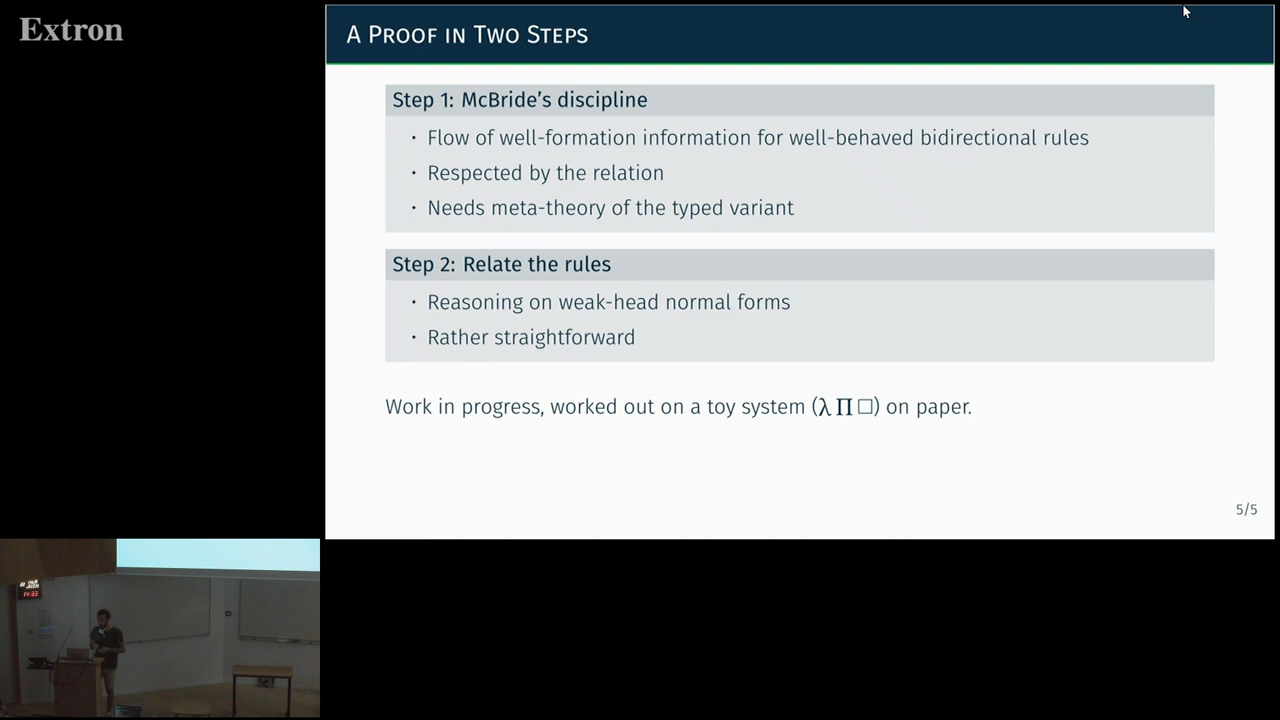 Extron
A Proof in Two Steps
Step 1: McBride's discipline
· Flow of well-formation information for well-behaved bidirectional rules
· Respected by the relation
· Needs meta-theory of the typed variant
Step 2: Relate the rules
· Reasoning on weak-head normal forms
· Rather straightforward
Work in progress, worked out on a toy system (λ Π □) on paper.
5/5